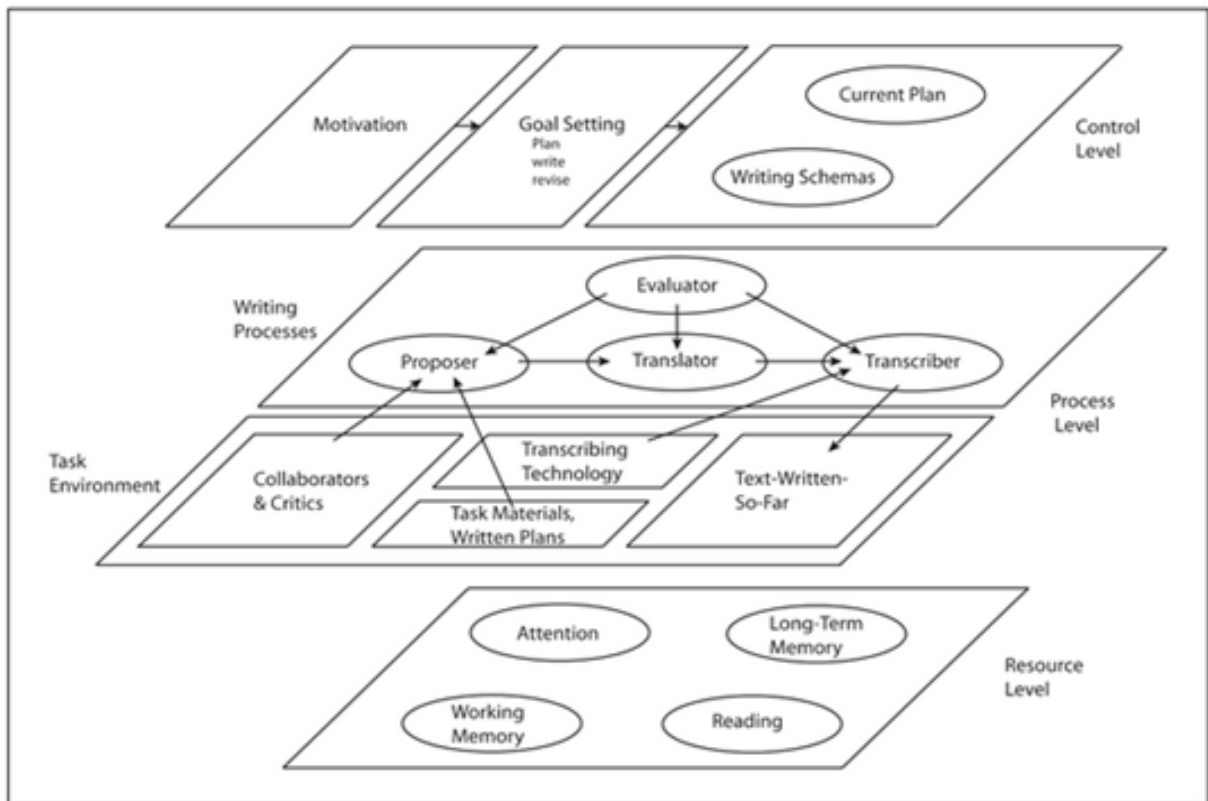 Motivation
Goal Setting
Plan
write
revise
Current Plan
Writing Schemas
Control
Level
Writing
Processes
Evaluator
Proposer
Translator
Transcriber
Process
Level
Task
Environment
Collaborators
& Critics
Transcribing
Technology
Task Materials,
Written Plans
Text-Written-
So-Far
Attention
Long-Term
Memory
Working
Memory
Reading
Resource
Level